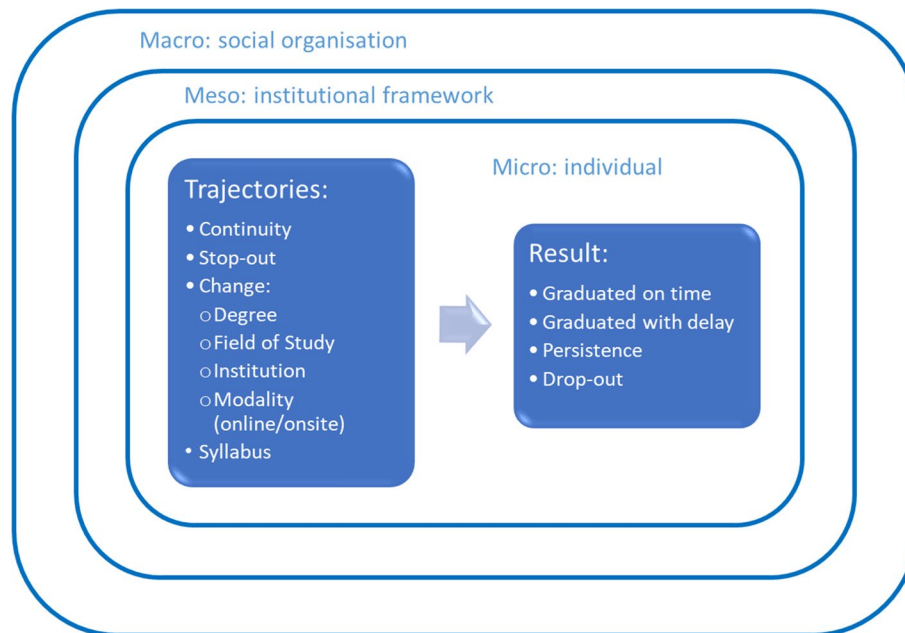 Macro: social organisation
Meso: institutional framework
Micro: individual
Trajectories:
• Continuity
• Stop-out
• Change:
o Degree
o Field of Study
o Institution
o Modality
(online/onsite)
• Syllabus
Result:
• Graduated on time
• Graduated with delay
• Persistence
• Drop-out